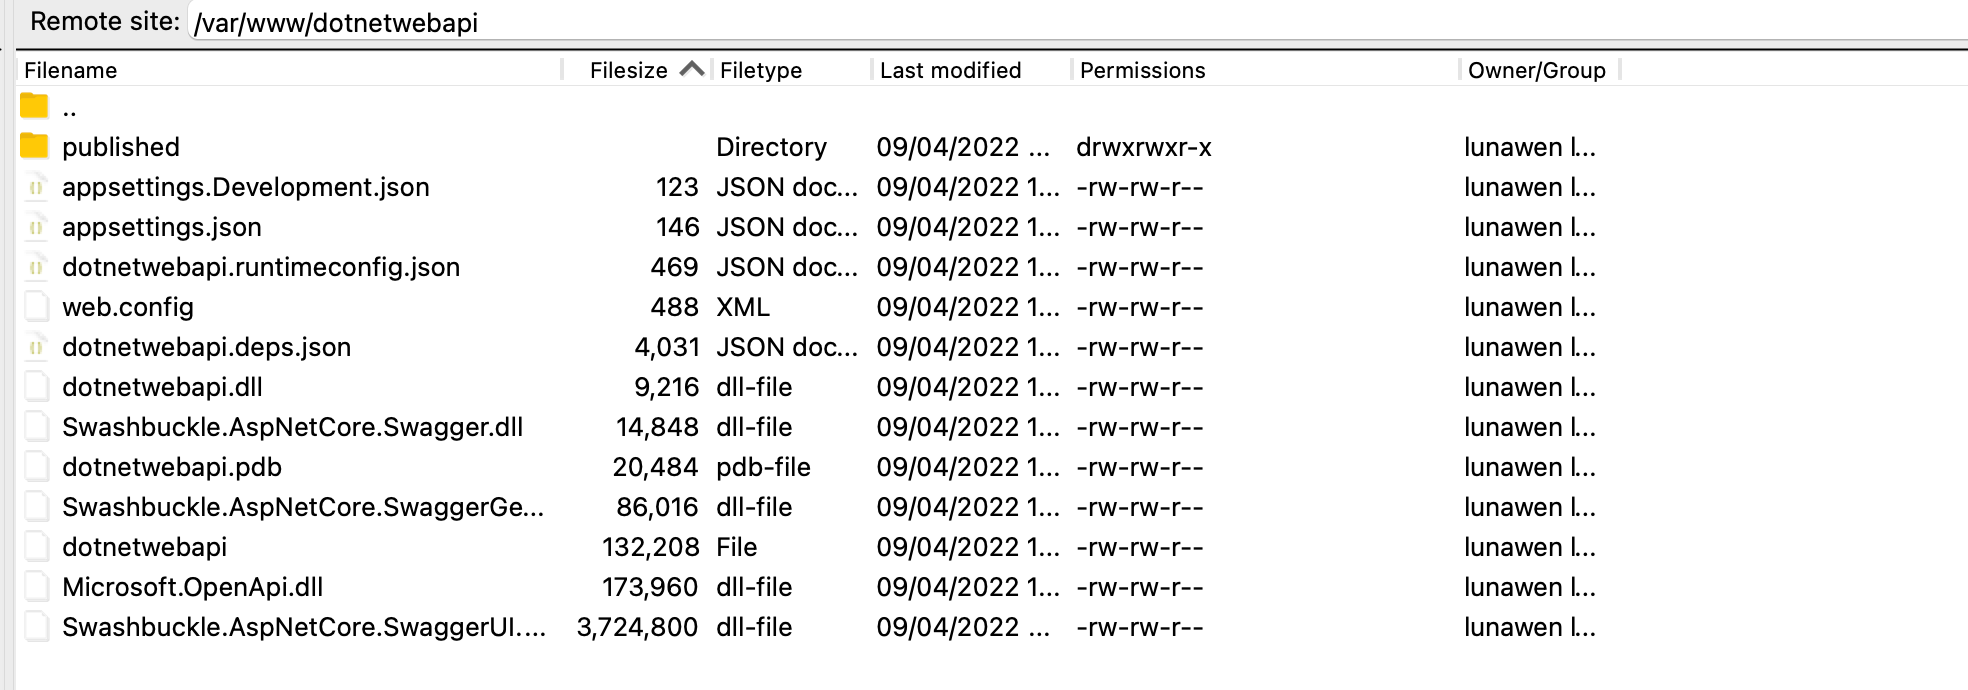 Remote site: /var/www/dotnetwebapi
Filename Filesize Filetype Last modified Permissions Owner/Group
..
published Directory 09/04/2022 ... drwxrwxr-x lunawen l...
appsettings.Development.json 123 JSON doc... 09/04/2022 1... -rw-rw-r-- lunawen l...
appsettings.json 146 JSON doc... 09/04/2022 1... -rw-rw-r-- lunawen l...
dotnetwebapi.runtimeconfig.json 469 JSON doc... 09/04/2022 1... -rw-rw-r-- lunawen l...
web.config 488 XML 09/04/2022 1... -rw-rw-r-- lunawen l...
dotnetwebapi.deps.json 4,031 JSON doc... 09/04/2022 1... -rw-rw-r-- lunawen l...
dotnetwebapi.dll 9,216 dll-file 09/04/2022 1... -rw-rw-r-- lunawen l...
Swashbuckle.AspNetCore.Swagger.dll 14,848 dll-file 09/04/2022 1... -rw-rw-r-- lunawen l...
dotnetwebapi.pdb 20,484 pdb-file 09/04/2022 1... -rw-rw-r-- lunawen l...
Swashbuckle.AspNetCore.SwaggerGe... 86,016 dll-file 09/04/2022 1... -rw-rw-r-- lunawen l...
dotnetwebapi 132,208 File 09/04/2022 1... -rw-rw-r-- lunawen l...
Microsoft.OpenApi.dll 173,960 dll-file 09/04/2022 1... -rw-rw-r-- lunawen l...
Swashbuckle.AspNetCore.SwaggerUI.... 3,724,800 dll-file 09/04/2022 ... -rw-rw-r-- lunawen l...